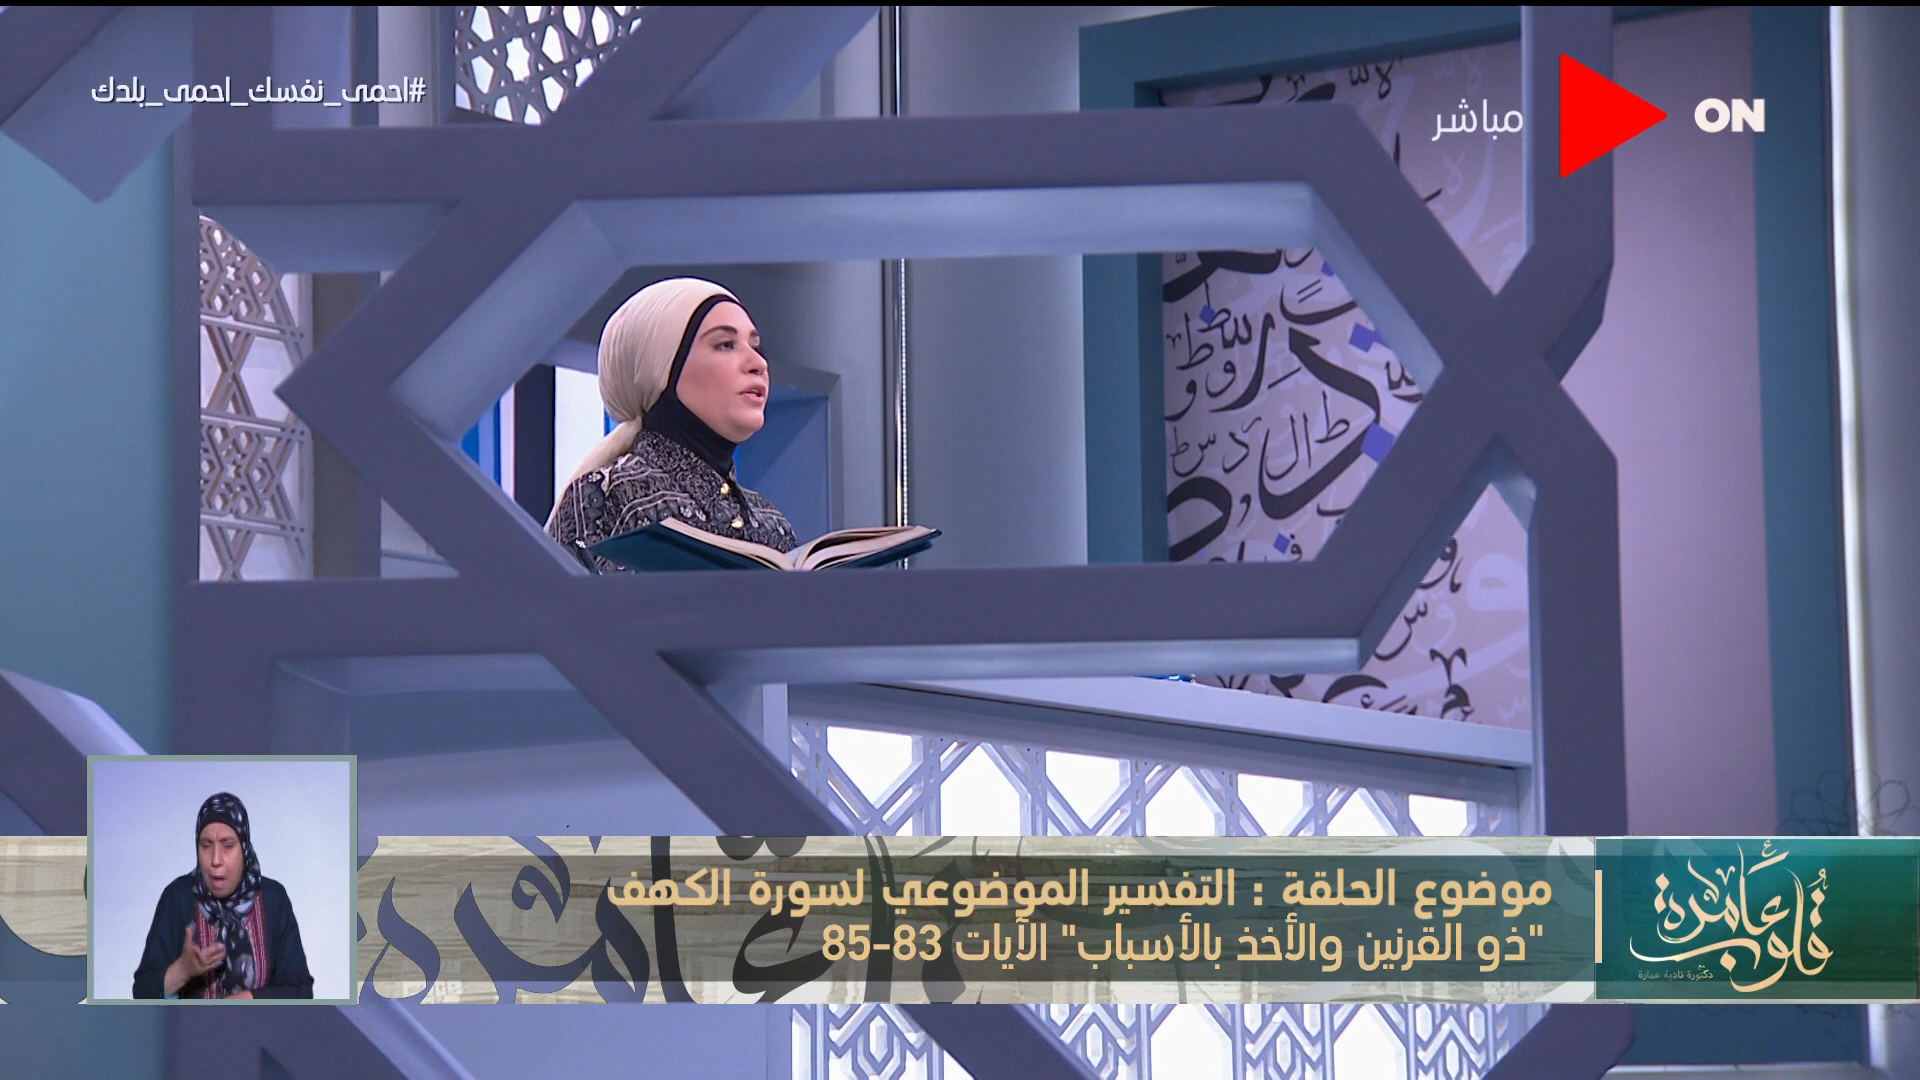 #احمى_نفسك_احمى_بلدك
مباشر
ON
موضوع الحلقة : التفسير الموضوعي لسورة الكهف
"ذو القرنين والأخذ بالأسباب" الآيات 83-85
قلوب عامرة
دكتورة نادية عمارة